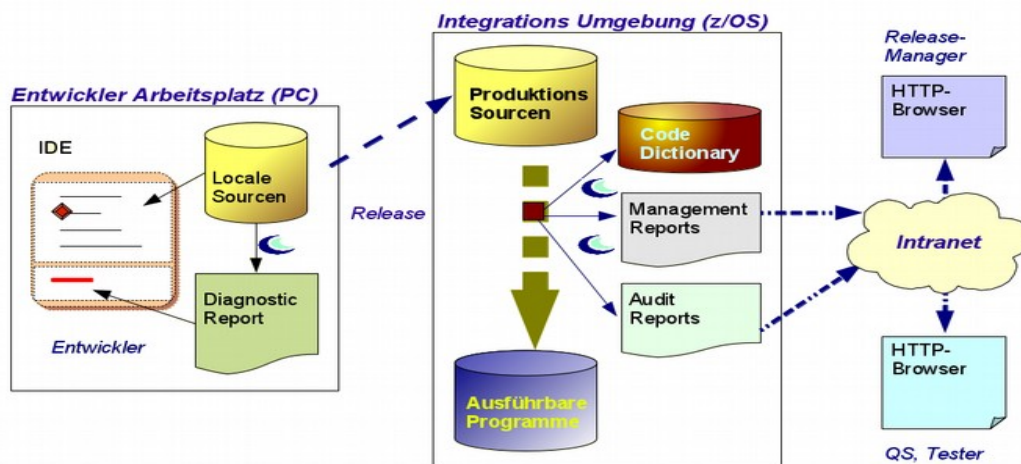 Entwickler Arbeitsplatz (PC)
IDE
Locale
Sourcen
Diagnostic
Report
Entwickler
Release
Integrations Umgebung (z/OS)
Produktions
Sourcen
Code
Dictionary
Management
Reports
Audit
Reports
Ausführbare
Programme
Release-
Manager
HTTP-
Browser
Intranet
HTTP-
Browser
QS, Tester